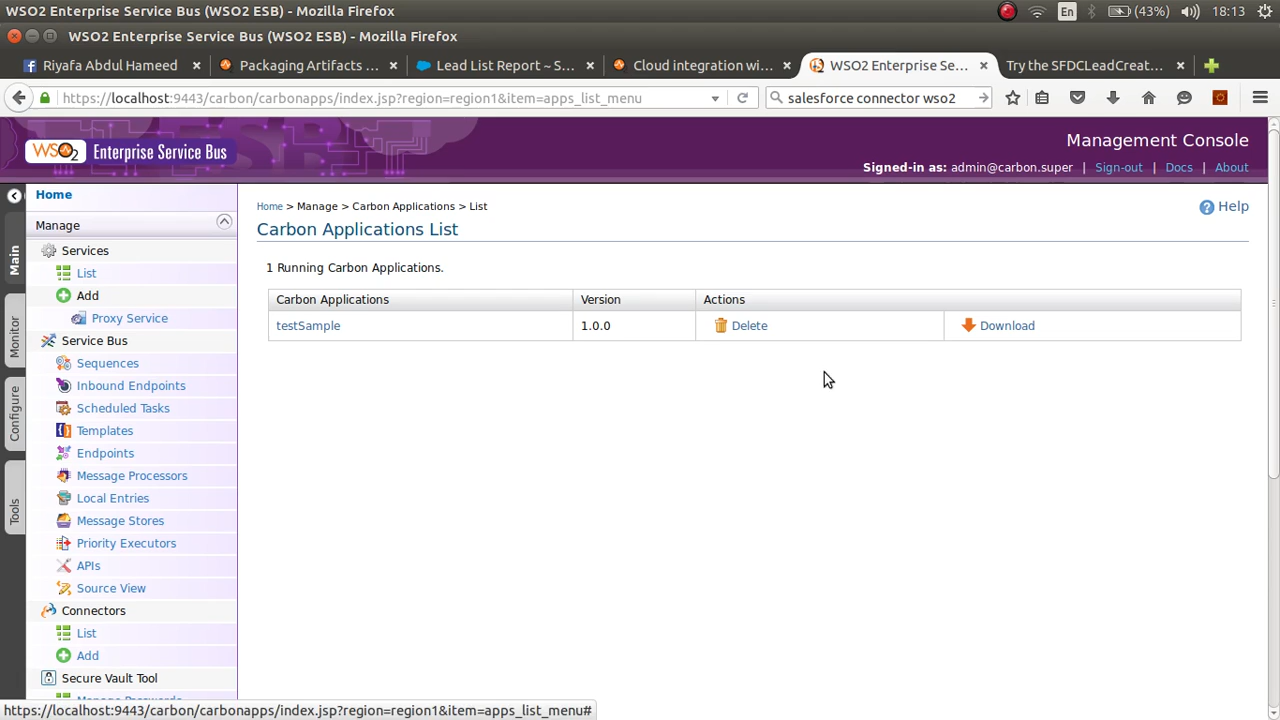 WSO2 Enterprise Service Bus (WSO2 ESB) - Mozilla Firefox
En
(43%)
18:13
WSO2 Enterprise Service Bus (WSO2 ESB) - Mozilla Firefox
Riyafa Abdul Hameed
Packaging Artifacts ...
Lead List Report ~ S...
Cloud integration wi...
WSO2 Enterprise Se...
Try the SFDCLeadCreat...
https://localhost:9443/carbon/carbonapps/index.jsp?region=region1&item=apps_list_menu
salesforce connector wso2
WSO2 Enterprise Service Bus
Management Console
Signed-in as: admin@carbon.super | Sign-out | Docs | About
Main
Monitor
Configure
Tools
Home
Manage
Services
List
Add
Proxy Service
Service Bus
Sequences
Inbound Endpoints
Scheduled Tasks
Templates
Endpoints
Message Processors
Local Entries
Message Stores
Priority Executors
APIs
Source View
Connectors
List
Add
Secure Vault Tool
Manage Passwords
Home > Manage > Carbon Applications > List
Help
Carbon Applications List
1 Running Carbon Applications.
Carbon Applications Version Actions
testSample 1.0.0 Delete Download
https://localhost:9443/carbon/carbonapps/index.jsp?region=region1&item=apps_list_menu#